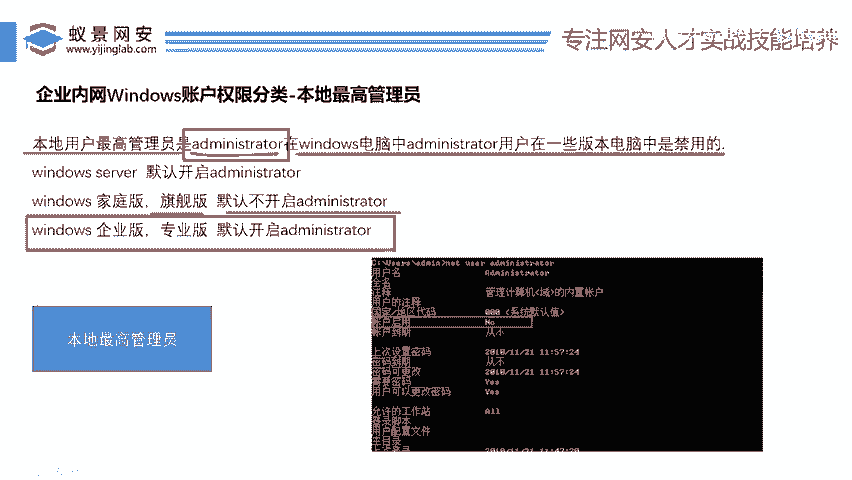 蚁景网安
www.yijinglab.com
专注网安人才实战技能培养
企业内网Windows账户权限分类-本地最高管理员
本地用户最高管理员是administrator在windows电脑中administrator用户在一些版本电脑中是禁用的.
windows server 默认开启administrator
windows 家庭版，旗舰版 默认不开启administrator
windows 企业版，专业版 默认开启administrator
本地最高管理员
C:\Users\admin>net user administrator
用户名 Administrator
全名
注释 管理计算机(域)的内置帐户
用户的注释
国家/地区代码 000 (系统默认值)
帐户启用 No
帐户到期 从不
上次设置密码 2010/11/21 11:57:24
密码到期 从不
密码可更改 2010/11/21 11:57:24
需要密码 Yes
用户可以更改密码 Yes
允许的工作站 All
登录脚本
用户配置文件
主目录
上次登录 2010/11/21 11:47:20